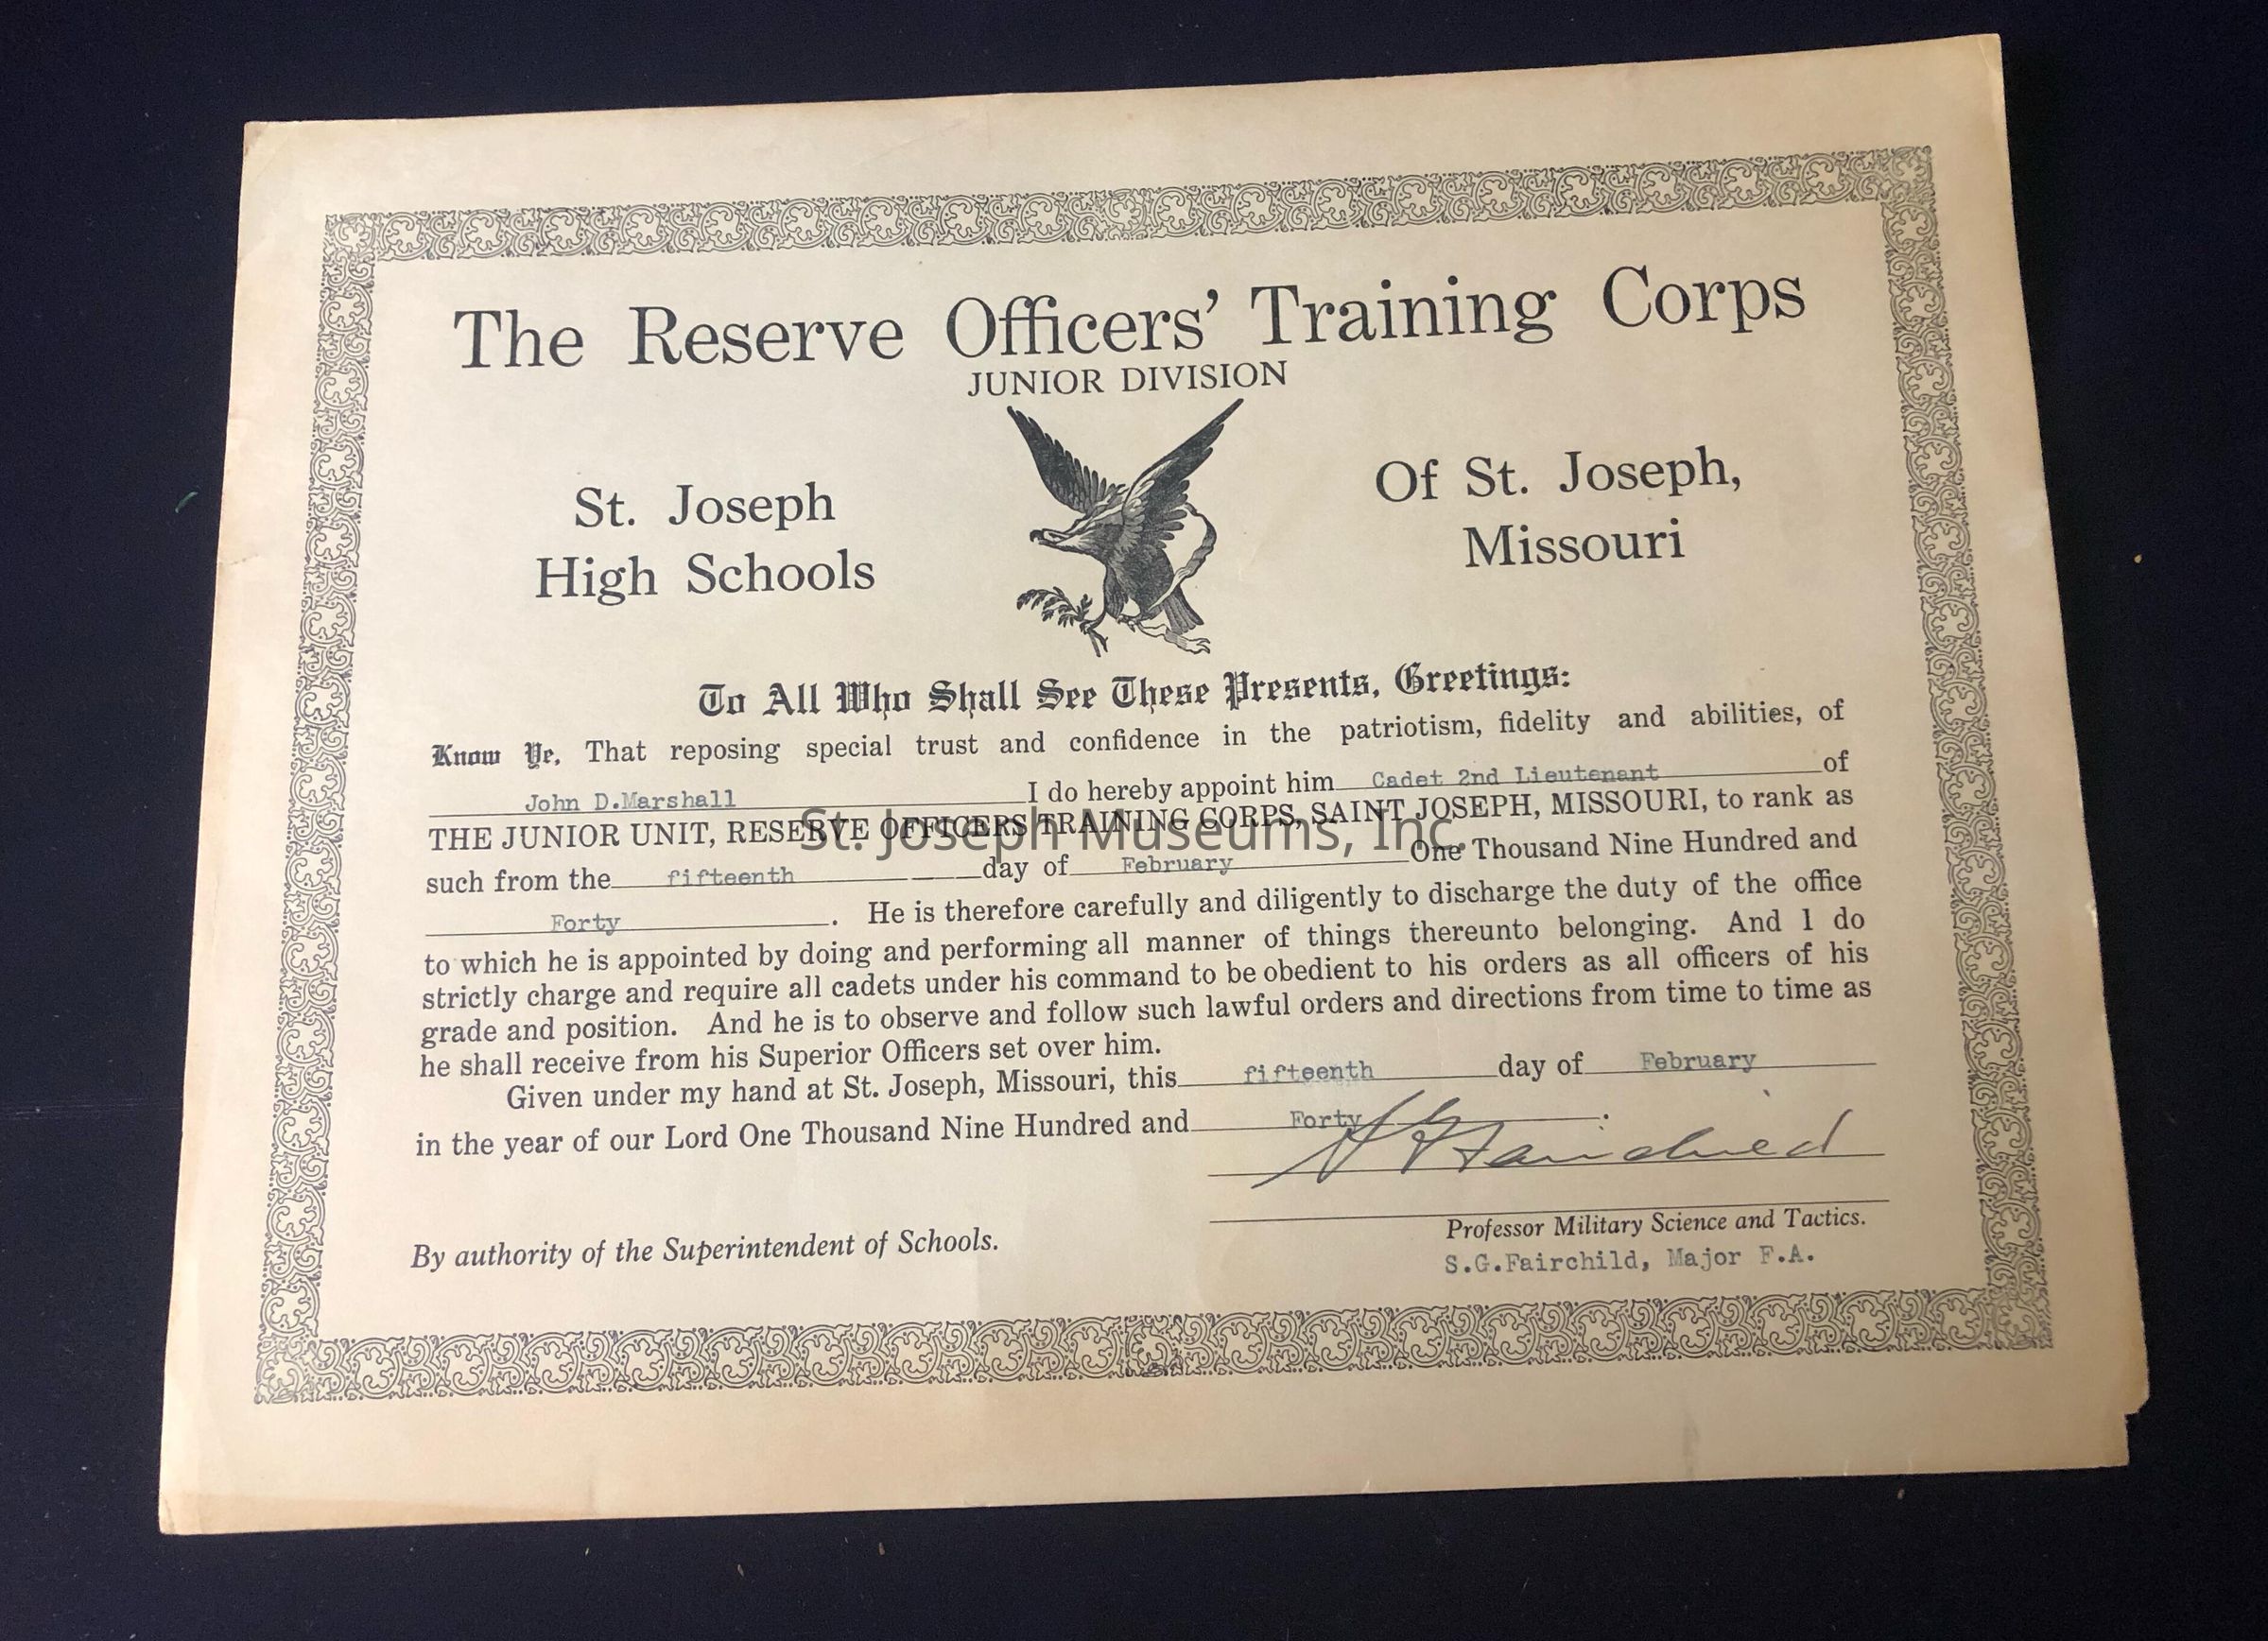 The Reserve Officers' Training Corps
JUNIOR DIVISION
St. Joseph
High Schools
Of St. Joseph,
Missouri
To All Who Shall See These Presents, Greetings:
Know Ye, That reposing special trust and confidence in the patriotism, fidelity and abilities, of
John D.Marshall I do hereby appoint him Cadet 2nd Lieutenant of
THE JUNIOR UNIT, RESERVE OFFICERS TRAINING CORPS, SAINT JOSEPH, MISSOURI, to rank as
St. Joseph Museums, Inc.
such from the fifteenth day of February One Thousand Nine Hundred and
Forty. He is therefore carefully and diligently to discharge the duty of the office
to which he is appointed by doing and performing all manner of things thereunto belonging. And I do
strictly charge and require all cadets under his command to be obedient to his orders as all officers of his
grade and position. And he is to observe and follow such lawful orders and directions from time to time as
he shall receive from his Superior Officers set over him.
Given under my hand at St. Joseph, Missouri, this fifteenth day of February
in the year of our Lord One Thousand Nine Hundred and Forty.
S G Fairchild
By authority of the Superintendent of Schools.
Professor Military Science and Tactics.
S.G.Fairchild, Major F.A.